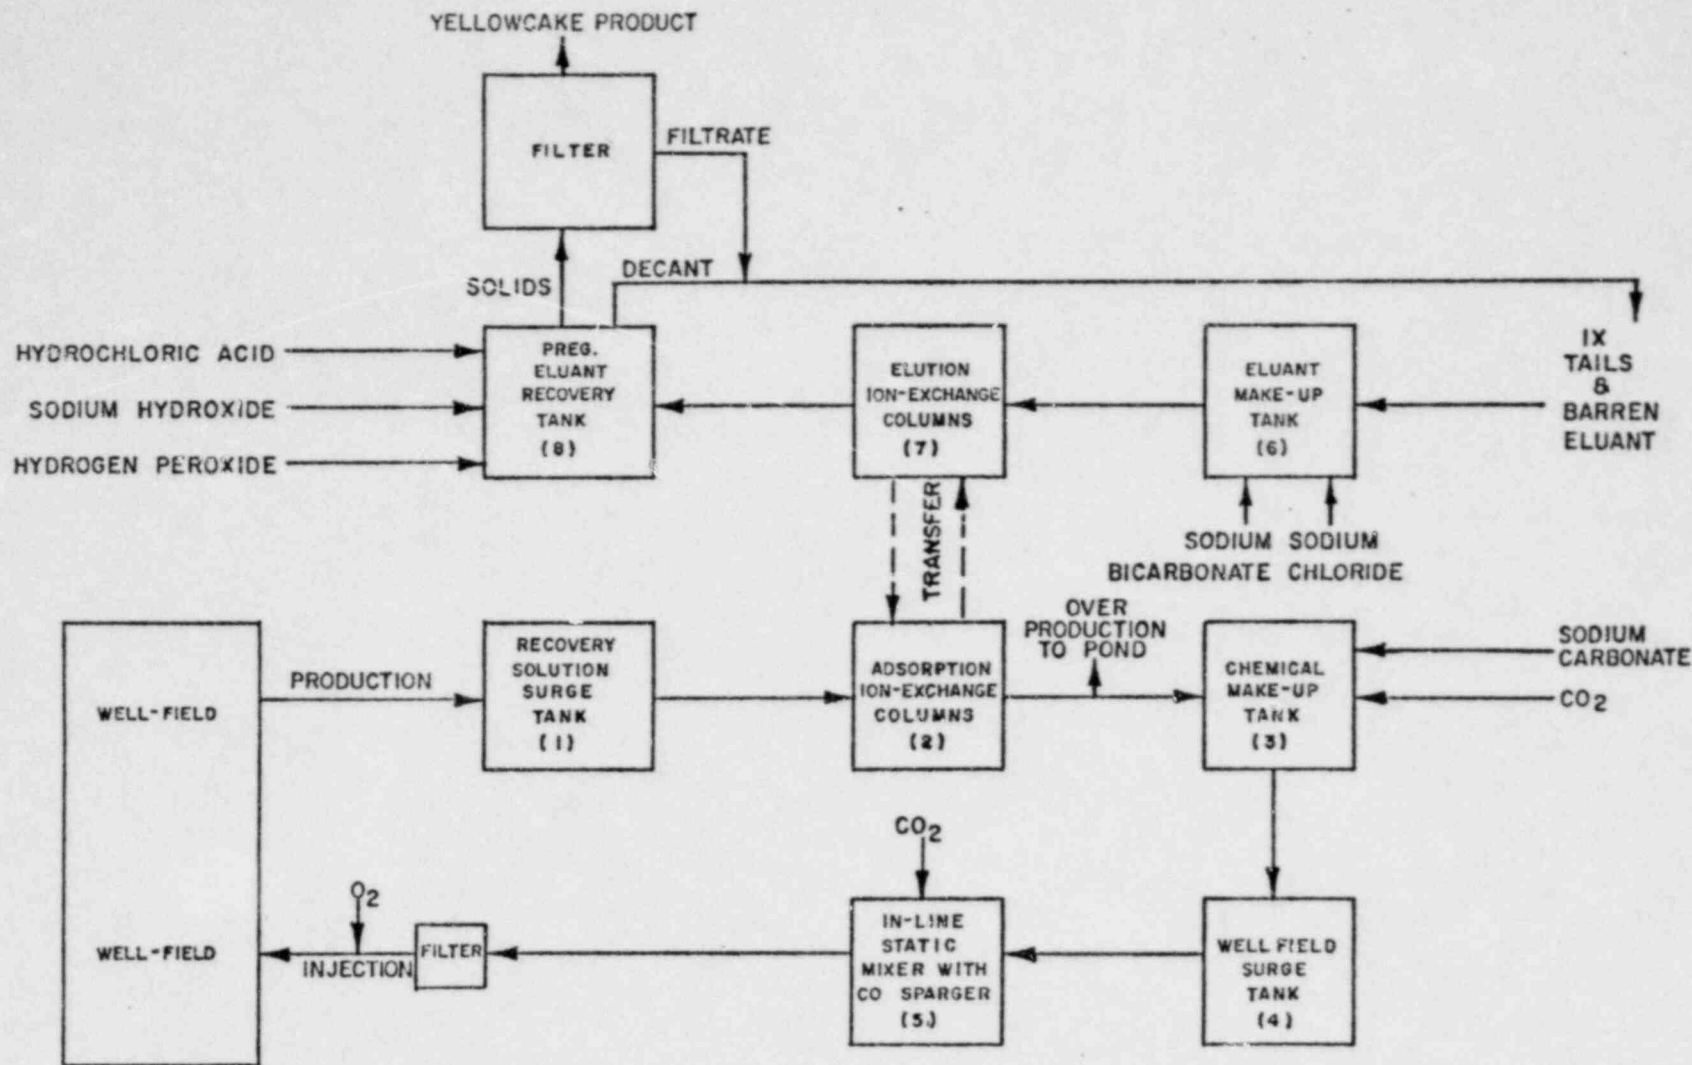 YELLOWCAKE PRODUCT
FILTER
FILTRATE
SOLIDS
DECANT
HYDROCHLORIC ACID
SODIUM HYDROXIDE
HYDROGEN PEROXIDE
PREG.
ELUANT
RECOVERY
TANK
(8)
ELUTION
ION-EXCHANGE
COLUMNS
(7)
ELUANT
MAKE-UP
TANK
(6)
IX
TAILS
&
BARREN
ELUANT
TRANSFER
SODIUM SODIUM
BICARBONATE CHLORIDE
WELL-FIELD
PRODUCTION
RECOVERY
SOLUTION
SURGE
TANK
(1)
ADSORPTION
ION-EXCHANGE
COLUMNS
(2)
OVER
PRODUCTION
TO POND
CHEMICAL
MAKE-UP
TANK
(3)
SODIUM
CARBONATE
CO2
WELL-FIELD
O2
INJECTION
FILTER
CO2
IN-LINE
STATIC
MIXER WITH
CO SPARGER
(5)
WELL FIELD
SURGE
TANK
(4)